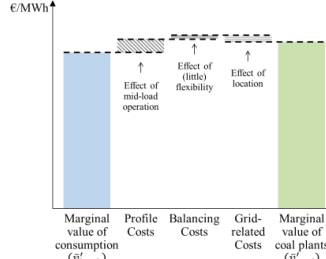 €/MWh
Effect of
mid-load
operation
Effect of
(little)
flexibility
Effect of
location
Marginal
value of
consumption
Profile
Costs
Balancing
Costs
Grid-
related
Costs
Marginal
value of
coal plants